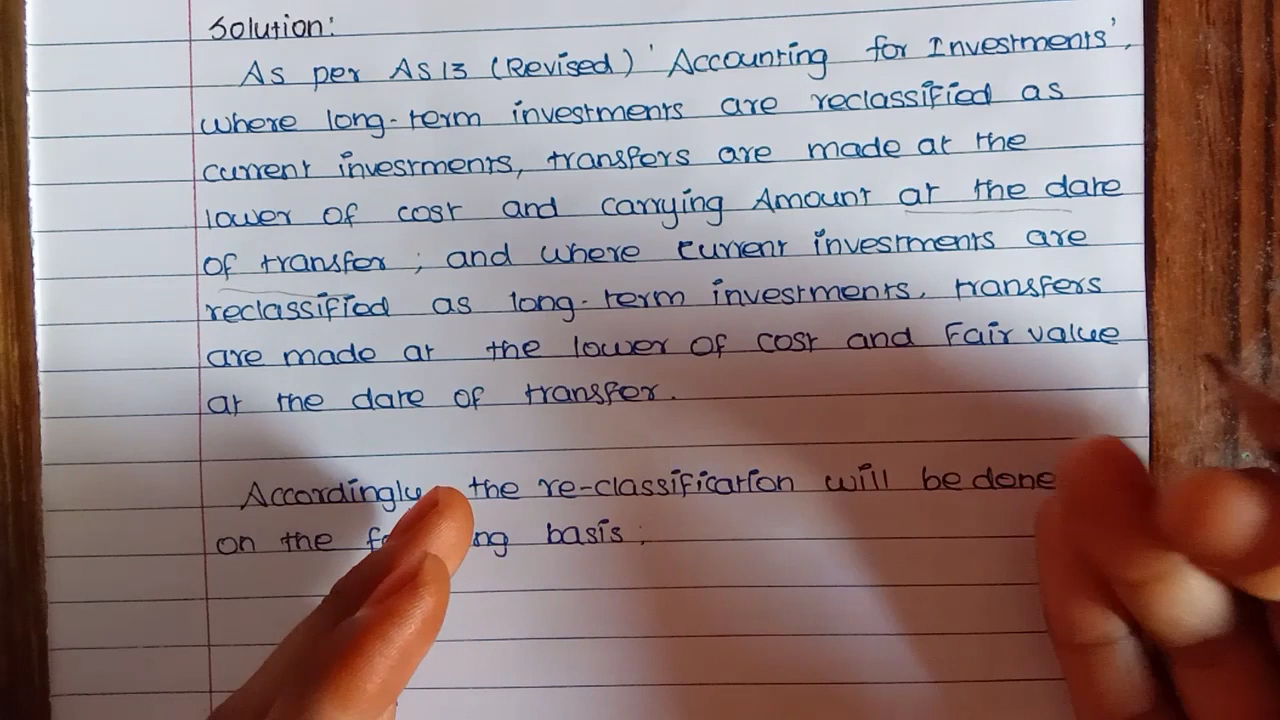 Solution:
As per AS 13 (Revised) 'Accounting for Investments',
where long-term investments are reclassified as
current investments, transfers are made at the
lower of cost and carrying Amount at the date
of transfer; and where current investments are
reclassified as long-term investments, transfers
are made at the lower of cost and Fair value
at the date of transfer.
Accordingly the re-classification will be done
on the basis: